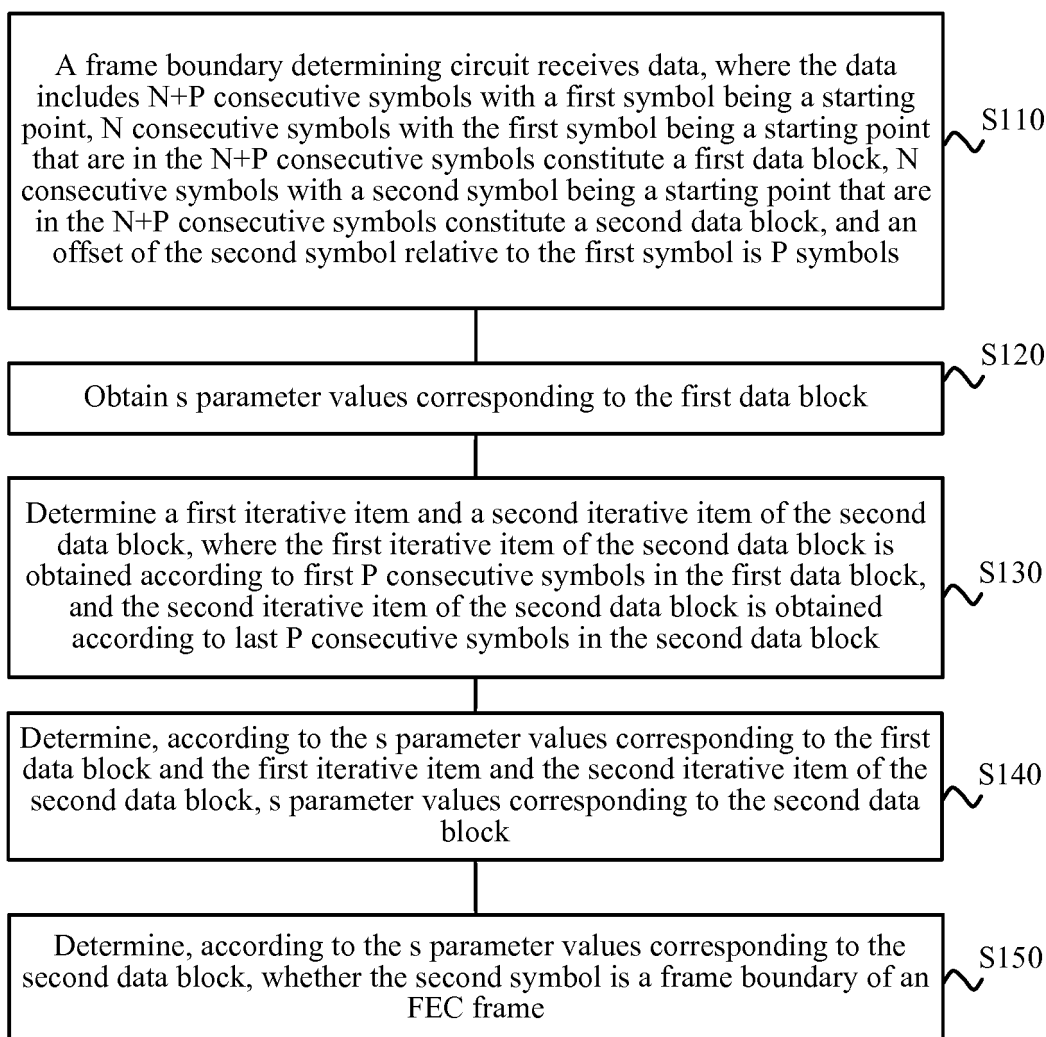 A frame boundary determining circuit receives data, where the data
includes N+P consecutive symbols with a first symbol being a starting
point, N consecutive symbols with the first symbol being a starting point
that are in the N+P consecutive symbols constitute a first data block, N
consecutive symbols with a second symbol being a starting point that are
in the N+P consecutive symbols constitute a second data block, and an
offset of the second symbol relative to the first symbol is P symbols
S110
Obtain s parameter values corresponding to the first data block
S120
Determine a first iterative item and a second iterative item of the second
data block, where the first iterative item of the second data block is
obtained according to first P consecutive symbols in the first data block,
and the second iterative item of the second data block is obtained
according to last P consecutive symbols in the second data block
S130
Determine, according to the s parameter values corresponding to the first
data block and the first iterative item and the second iterative item of the
second data block, s parameter values corresponding to the second data
block
S140
Determine, according to the s parameter values corresponding to the
second data block, whether the second symbol is a frame boundary of an
FEC frame
S150